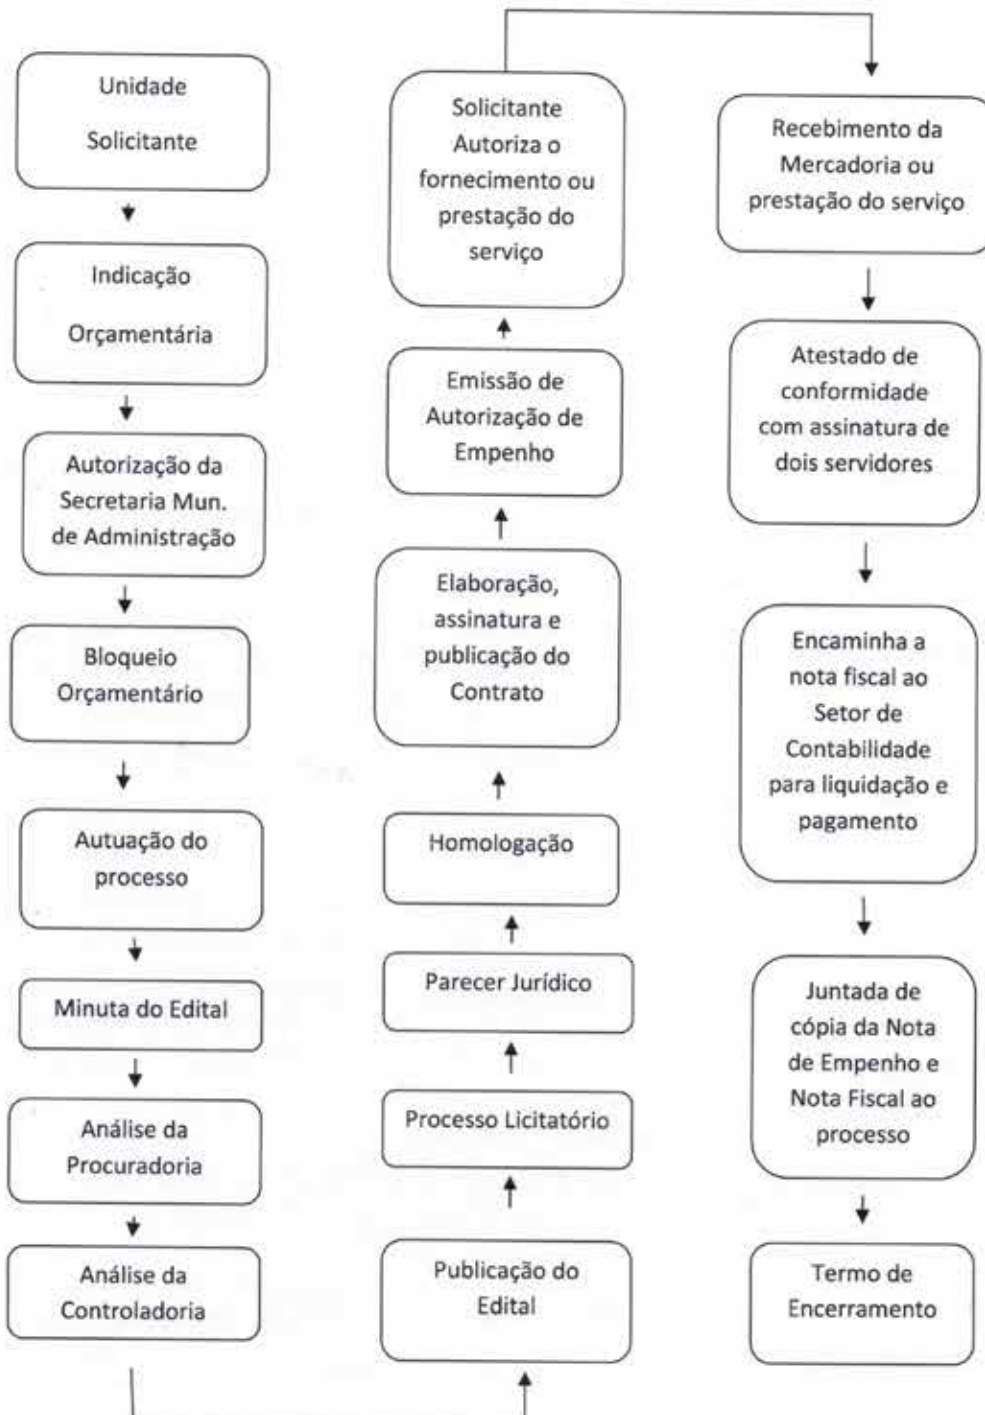 Unidade
Solicitante
Indicação
Orçamentária
Autorização da
Secretaria Mun.
de Administração
Bloqueio
Orçamentário
Autuação do
processo
Minuta do Edital
Análise da
Procuradoria
Análise da
Controladoria
Publicação do
Edital
Processo Licitatório
Parecer Jurídico
Homologação
Elaboração,
assinatura e
publicação do
Contrato
Emissão de
Autorização de
Empenho
Solicitante
Autoriza o
fornecimento ou
prestação do
serviço
Recebimento da
Mercadoria ou
prestação do serviço
Atestado de
conformidade
com assinatura de
dois servidores
Encaminha a
nota fiscal ao
Setor de
Contabilidade
para liquidação e
pagamento
Juntada de
cópia da Nota
de Empenho e
Nota Fiscal ao
processo
Termo de
Encerramento